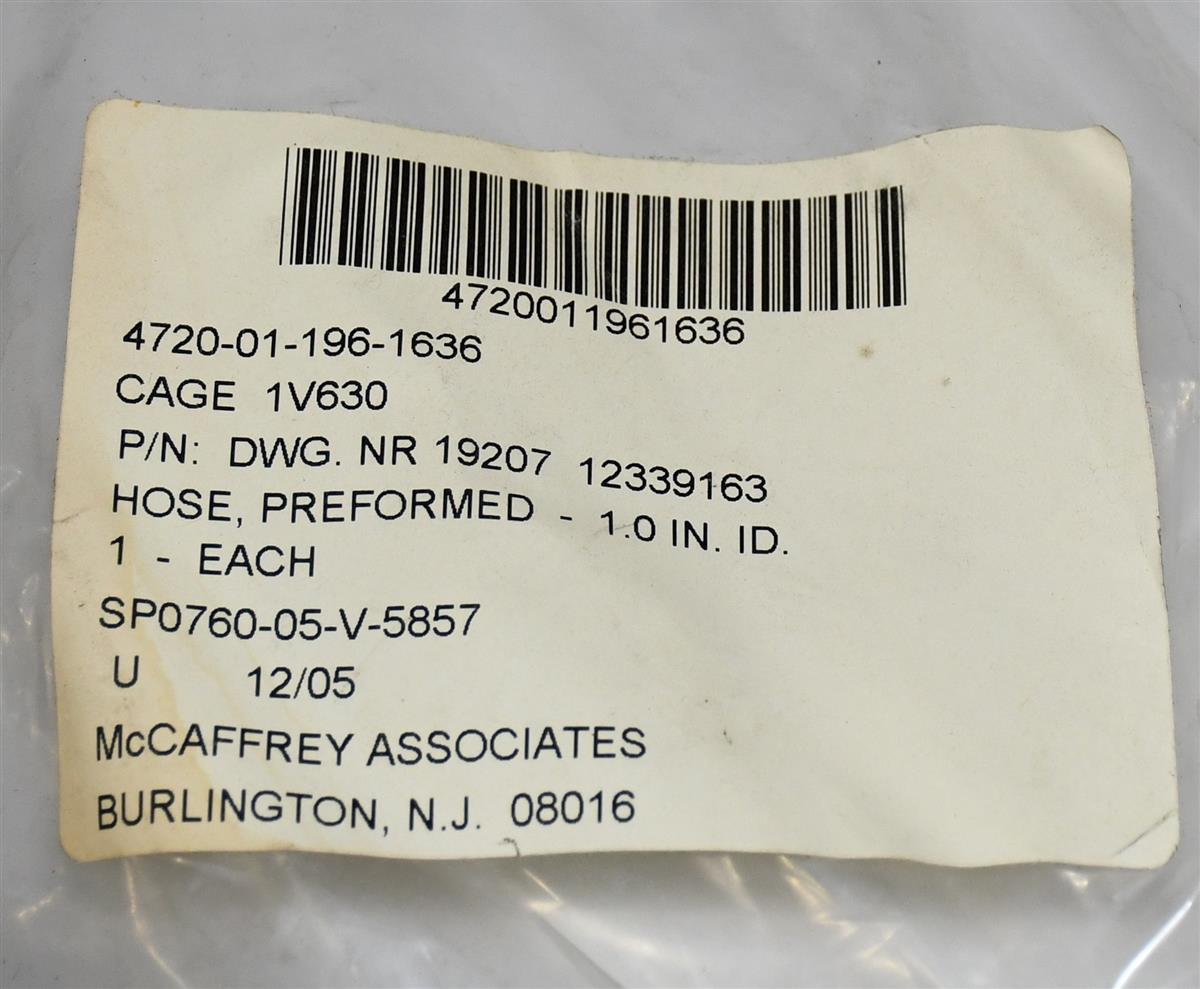 4720011961636
4720-01-196-1636
CAGE 1V630
P/N: DWG. NR 19207 12339163
HOSE, PREFORMED - 1.0 IN. ID.
1 - EACH
SP0760-05-V-5857
U 12/05
McCAFFREY ASSOCIATES
BURLINGTON, N.J. 08016